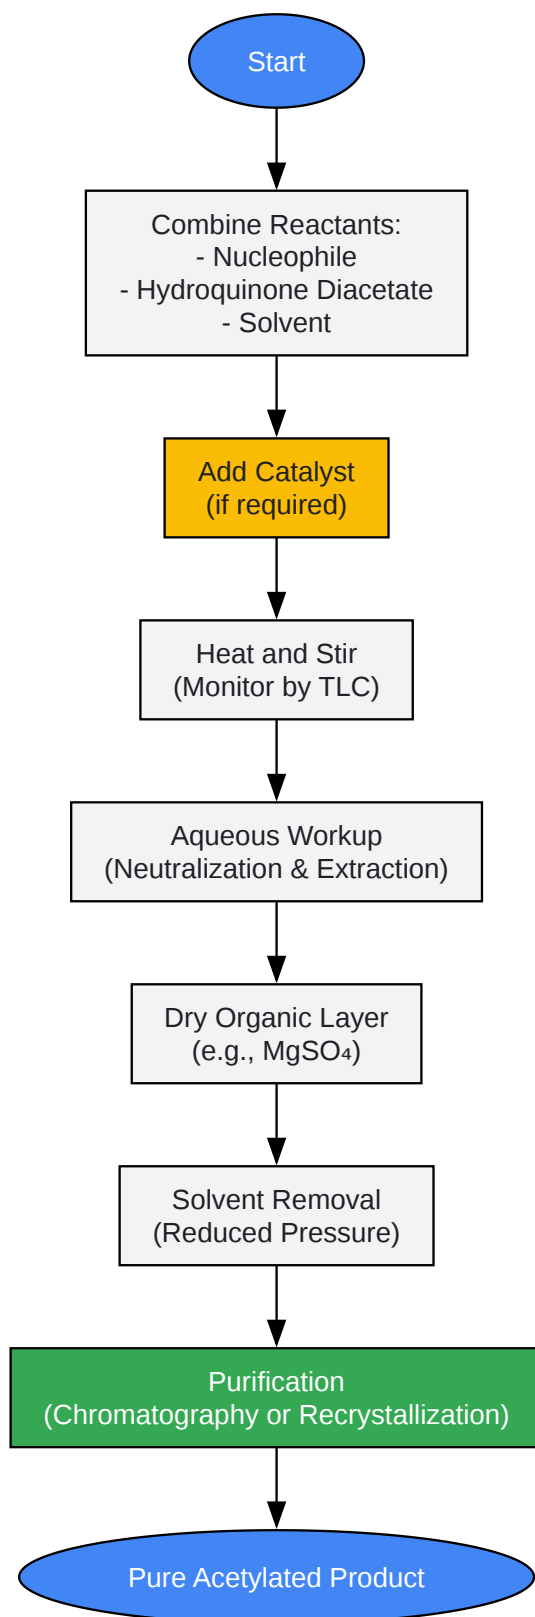 Start
Combine Reactants:
- Nucleophile
- Hydroquinone Diacetate
- Solvent
Add Catalyst
(if required)
Heat and Stir
(Monitor by TLC)
Aqueous Workup
(Neutralization & Extraction)
Dry Organic Layer
(e.g., MgSO₄)
Solvent Removal
(Reduced Pressure)
Purification
(Chromatography or Recrystallization)
Pure Acetylated Product